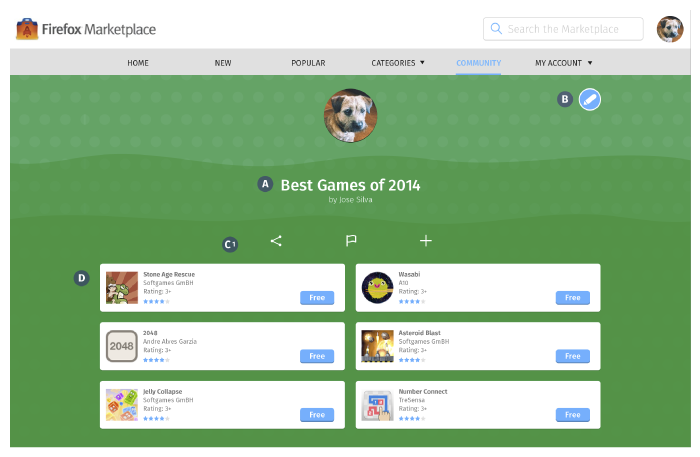 Firefox Marketplace
Search the Marketplace
HOME NEW POPULAR CATEGORIES MY ACCOUNT
COMMUNITY
B
A Best Games of 2014
by Jose Silva
C1
D
Stone Age Rescue
Softgames GmBH
Rating: 3+
Free
Wasabi
A10
Rating: 3+
Free
2048
2048
Andre Alves Garzia
Rating: 3+
Free
Asteroid Blast
Softgames GmBH
Rating: 3+
Free
Jelly Collapse
Softgames GmBH
Rating: 3+
Free
Number Connect
TreSensa
Rating: 3+
Free